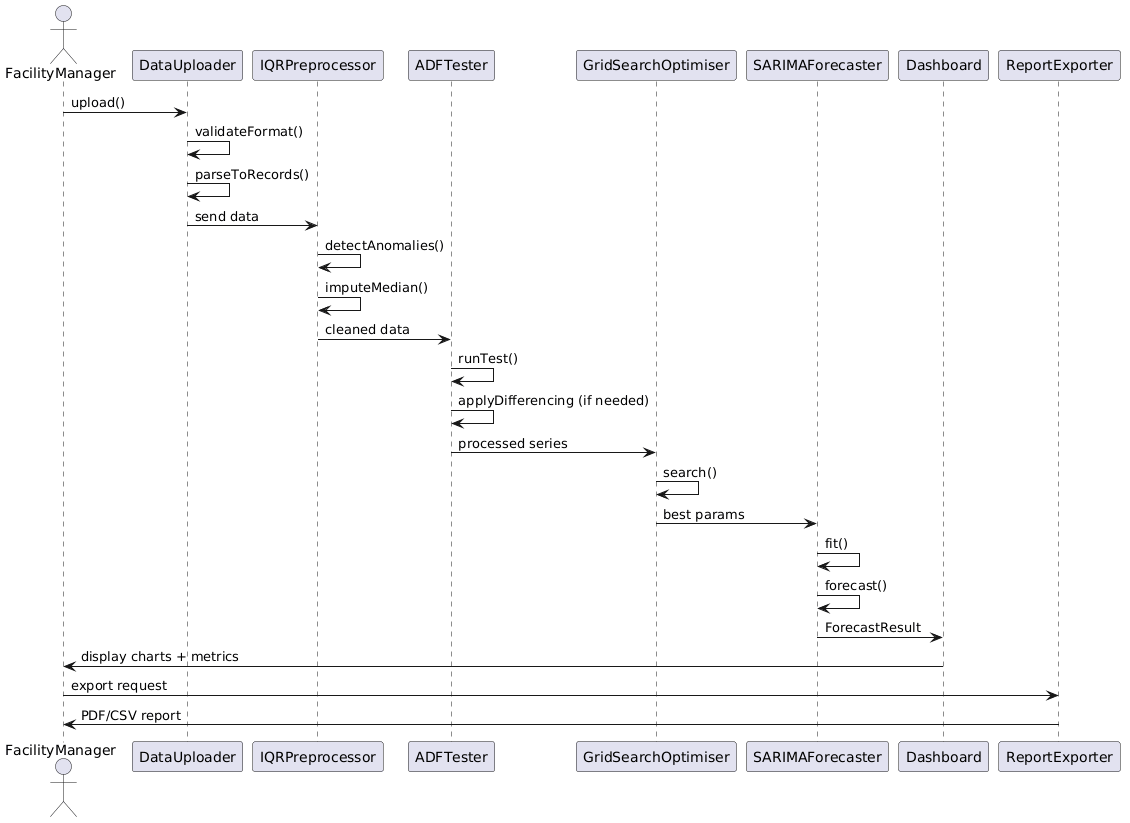 FacilityManager
DataUploader
IQRPreprocessor
ADFTester
GridSearchOptimiser
SARIMAForecaster
Dashboard
ReportExporter
upload()
validateFormat()
parseToRecords()
send data
detectAnomalies()
imputeMedian()
cleaned data
runTest()
applyDifferencing (if needed)
processed series
search()
best params
fit()
forecast()
ForecastResult
display charts + metrics
export request
PDF/CSV report
FacilityManager
DataUploader
IQRPreprocessor
ADFTester
GridSearchOptimiser
SARIMAForecaster
Dashboard
ReportExporter